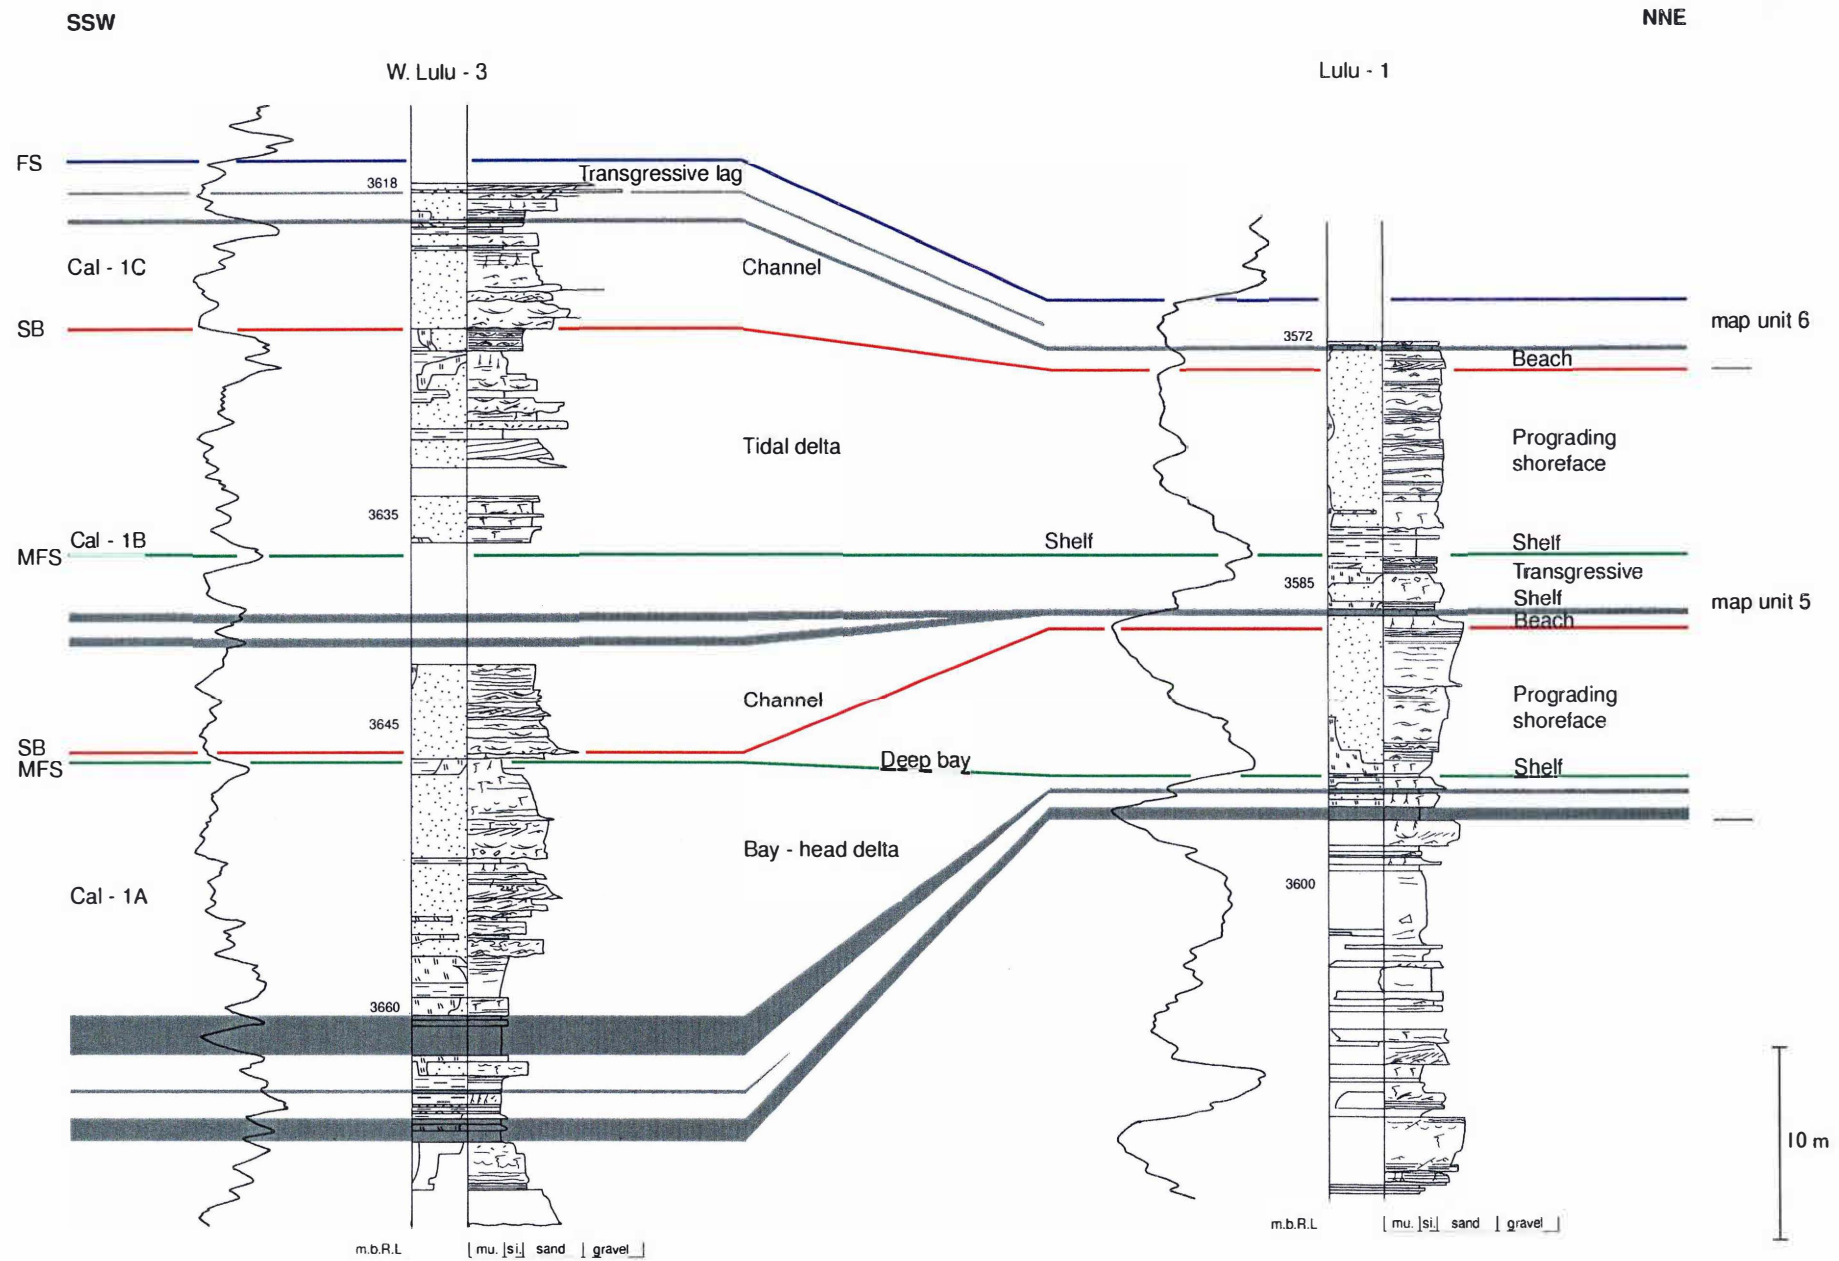 SSW
NNE
W. Lulu - 3
Lulu - 1
FS
3618
Transgressive lag
Cal - 1C
Channel
SB
3572
map unit 6
Beach
Tidal delta
Prograding
shoreface
3635
Cal - 1B
MFS
Shelf
Shelf
3585
Transgressive
Shelf
map unit 5
Beach
Channel
Prograding
shoreface
3645
SB
MFS
Deep bay
Shelf
Bay - head delta
Cal - 1A
3600
3660
10 m
m.b.R.L
mu. si. sand gravel
m.b.R.L
mu. si. sand gravel